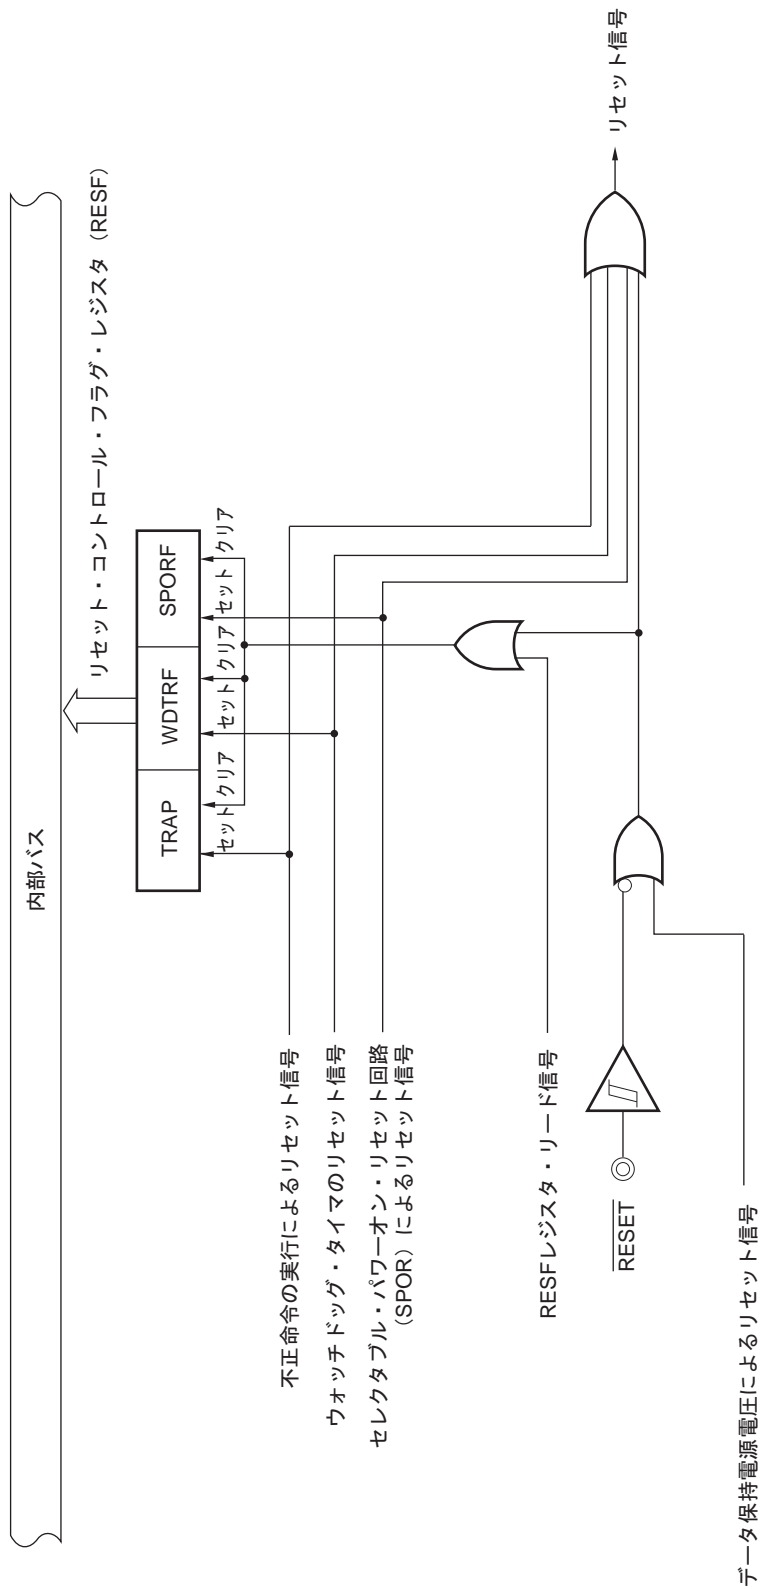 内部バス
リセット・コントロール・フラグ・レジスタ（RESF）
TRAP
WDTRF
SPORF
セット
クリア
セット
クリア
セット
クリア
不正命令の実行によるリセット信号
ウォッチドッグ・タイマのリセット信号
セレクタブル・パワーオン・リセット回路
（SPOR）によるリセット信号
RESFレジスタ・リード信号
RESET
データ保持電源電圧によるリセット信号
リセット信号